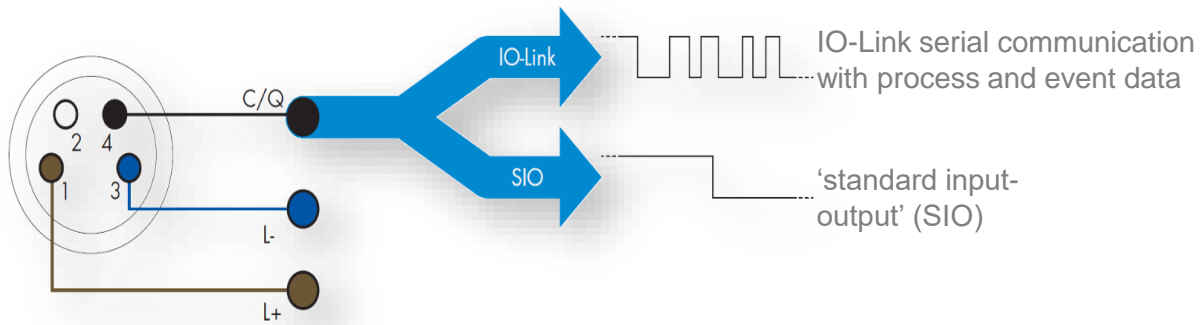 IO-Link
IO-Link serial communication
with process and event data
C/Q
2
4
1
3
SIO
‘standard input-
output’ (SIO)
L-
L+